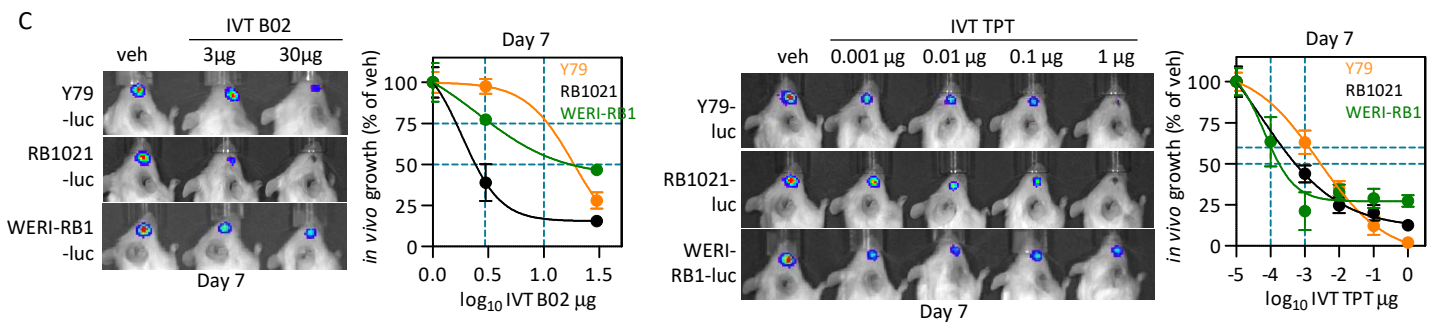 C
IVT B02
veh 3µg 30µg
Y79
-luc
RB1021
-luc
WERI-RB1
-luc
Day 7
Day 7
in vivo growth (% of veh)
100
75
50
25
0
Y79
RB1021
WERI-RB1
0.0 0.5 1.0 1.5
log10 IVT B02 µg
IVT TPT
veh 0.001 µg 0.01 µg 0.1 µg 1 µg
Y79-
luc
RB1021-
luc
WERI-
RB1-luc
Day 7
Day 7
in vivo growth (% of veh)
100
75
50
25
0
Y79
RB1021
WERI-RB1
-5 -4 -3 -2 -1 0
log10 IVT TPT µg